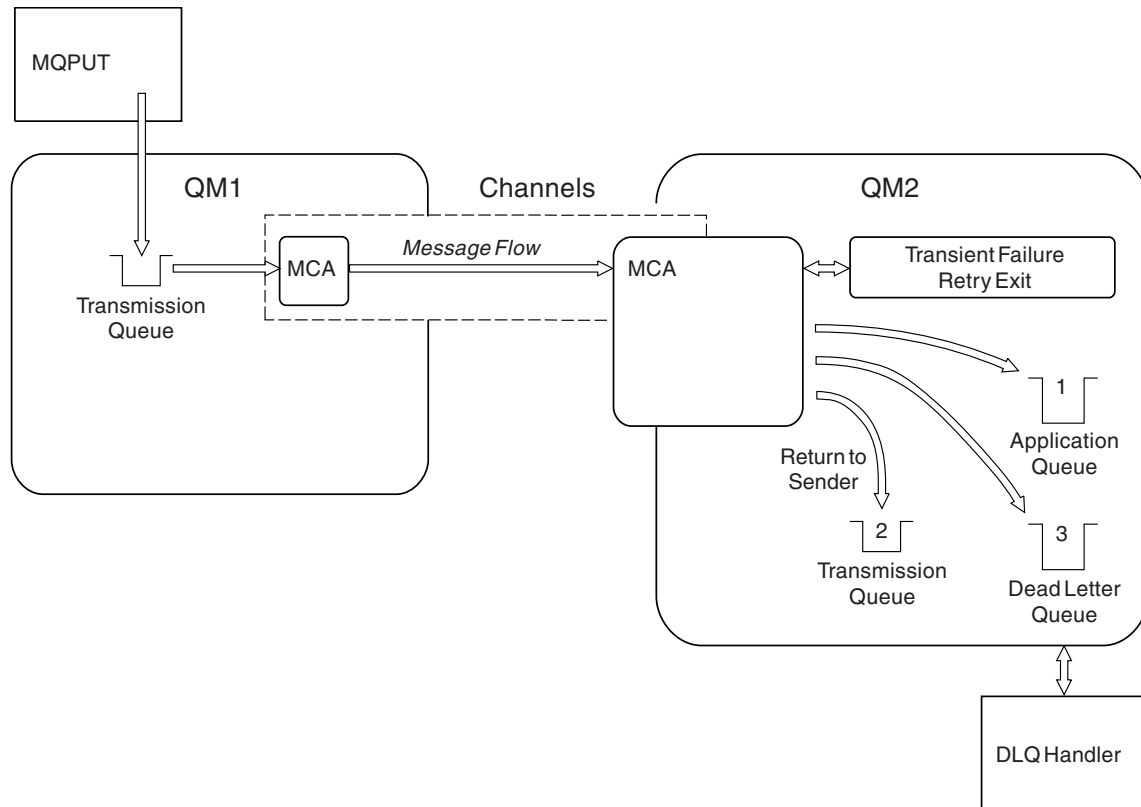 MQPUT
QM1
Channels
QM2
MCA
Message Flow
MCA
Transient Failure
Retry Exit
Transmission
Queue
1
Application
Queue
Return to
Sender
2
Transmission
Queue
3
Dead Letter
Queue
DLQ Handler